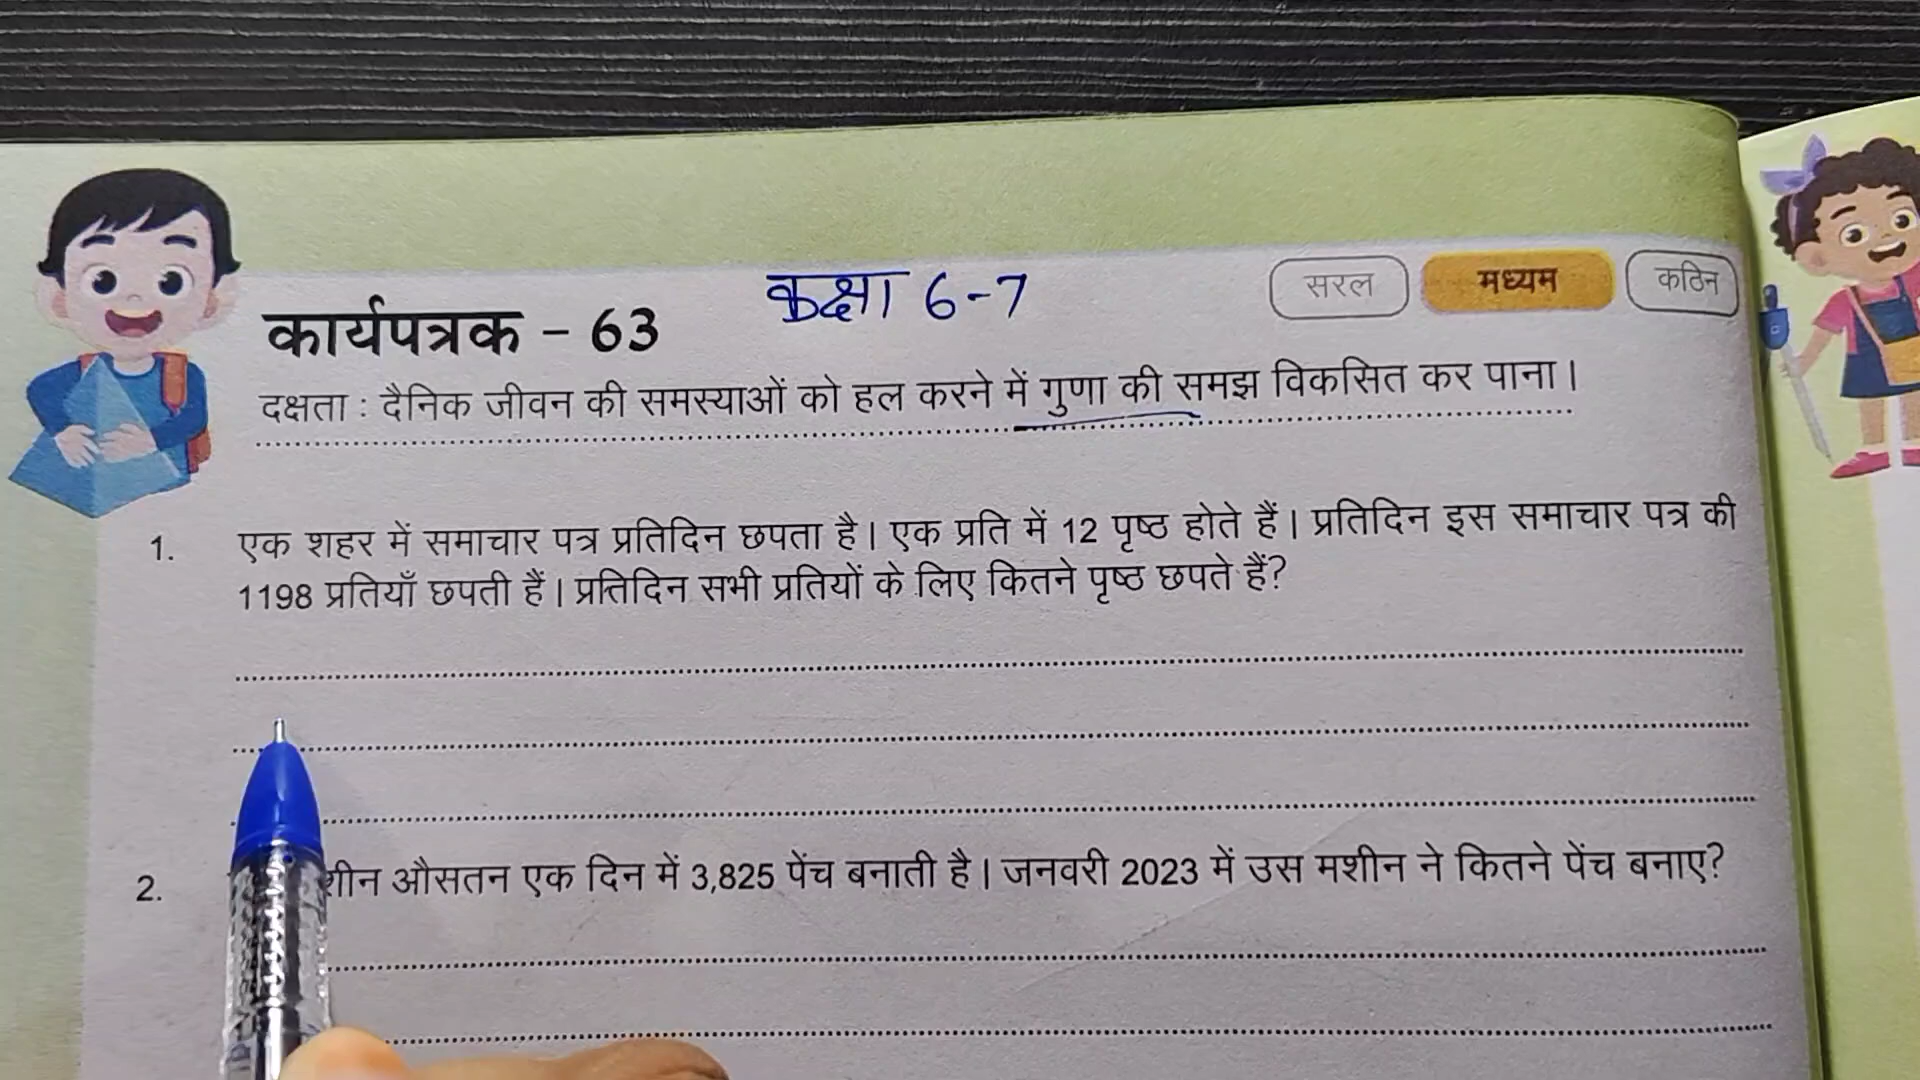 कक्षा 6-7
सरल मध्यम कठिन
कार्यपत्रक - 63
दक्षता : दैनिक जीवन की समस्याओं को हल करने में गुणा की समझ विकसित कर पाना।
1. एक शहर में समाचार पत्र प्रतिदिन छपता है। एक प्रति में 12 पृष्ठ होते हैं। प्रतिदिन इस समाचार पत्र की
1198 प्रतियाँ छपती हैं। प्रतिदिन सभी प्रतियों के लिए कितने पृष्ठ छपते हैं?
2. औसतन एक दिन में 3,825 पेंच बनाती है। जनवरी 2023 में उस मशीन ने कितने पेंच बनाए?